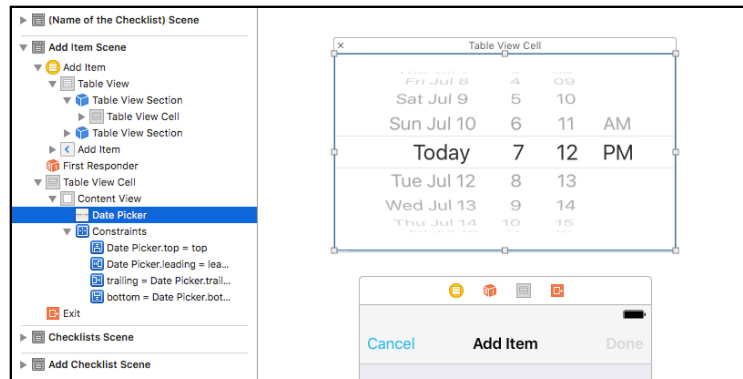 (Name of the Checklist) Scene
Add Item Scene
Add Item
Table View
Table View Section
Table View Cell
Table View Section
Add Item
First Responder
Table View Cell
Content View
Date Picker
Constraints
Date Picker.top = top
Date Picker.leading = lea...
trailing = Date Picker.trail...
bottom = Date Picker.bot...
Exit
Checklists Scene
Add Checklist Scene
Table View Cell
Fri Jul 8 4 09
Sat Jul 9 5 10
Sun Jul 10 6 11 AM
Today 7 12 PM
Tue Jul 12 8 13
Wed Jul 13 9 14
Thu Jul 14 10 15
Cancel Add Item Done